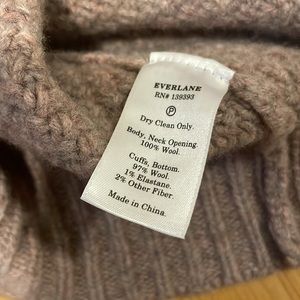 EVERLANE
RN# 139393
P
Dry Clean Only.
Body, Neck Opening.
100% Wool.
Cuffs, Bottom.
97% Wool.
1% Elastane.
2% Other Fiber.
Made in China.